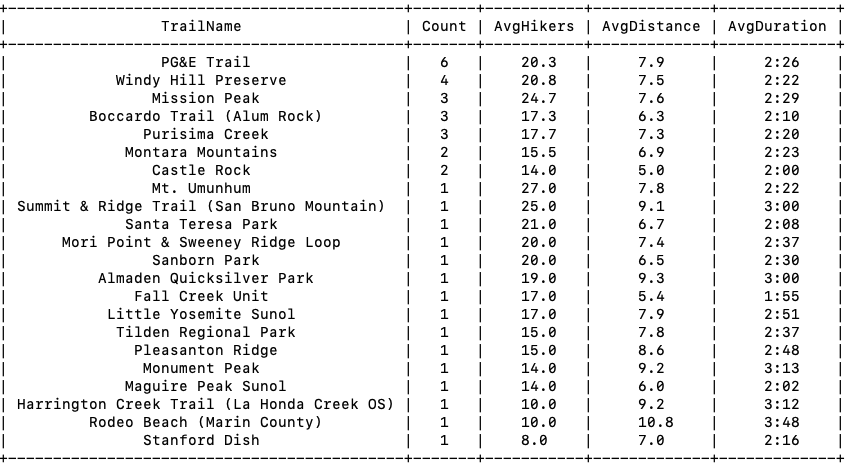 +--------------------------------------------+-------+-----------+-------------+-------------+
| TrailName | Count | AvgHikers | AvgDistance | AvgDuration |
+--------------------------------------------+-------+-----------+-------------+-------------+
| PG&E Trail | 6 | 20.3 | 7.9 | 2:26 |
| Windy Hill Preserve | 4 | 20.8 | 7.5 | 2:22 |
| Mission Peak | 3 | 24.7 | 7.6 | 2:29 |
| Boccardo Trail (Alum Rock) | 3 | 17.3 | 6.3 | 2:10 |
| Purisima Creek | 3 | 17.7 | 7.3 | 2:20 |
| Montara Mountains | 2 | 15.5 | 6.9 | 2:23 |
| Castle Rock | 2 | 14.0 | 5.0 | 2:00 |
| Mt. Umunhum | 1 | 27.0 | 7.8 | 2:22 |
| Summit & Ridge Trail (San Bruno Mountain) | 1 | 25.0 | 9.1 | 3:00 |
| Santa Teresa Park | 1 | 21.0 | 6.7 | 2:08 |
| Mori Point & Sweeney Ridge Loop | 1 | 20.0 | 7.4 | 2:37 |
| Sanborn Park | 1 | 20.0 | 6.5 | 2:30 |
| Almaden Quicksilver Park | 1 | 19.0 | 9.3 | 3:00 |
| Fall Creek Unit | 1 | 17.0 | 5.4 | 1:55 |
| Little Yosemite Sunol | 1 | 17.0 | 7.9 | 2:51 |
| Tilden Regional Park | 1 | 15.0 | 7.8 | 2:37 |
| Pleasanton Ridge | 1 | 15.0 | 8.6 | 2:48 |
| Monument Peak | 1 | 14.0 | 9.2 | 3:13 |
| Maguire Peak Sunol | 1 | 14.0 | 6.0 | 2:02 |
| Harrington Creek Trail (La Honda Creek OS) | 1 | 10.0 | 9.2 | 3:12 |
| Rodeo Beach (Marin County) | 1 | 10.0 | 10.8 | 3:48 |
| Stanford Dish | 1 | 8.0 | 7.0 | 2:16 |
+--------------------------------------------+-------+-----------+-------------+-------------+